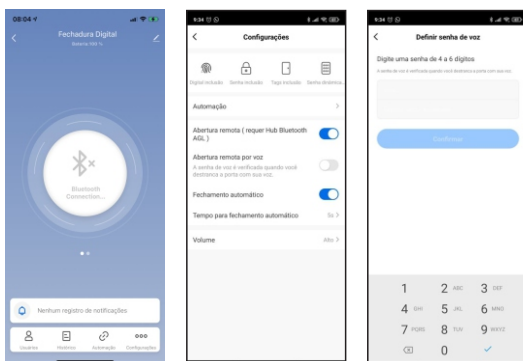 08:04
Fechadura Digital
Bateria 100 %
Bluetooth
Connection...
Nenhum registro de notificações
Usuários
Histórico
Automação
Configurações
9:34
Configurações
Digital incluído
Senha incluído
Tags incluído
Senha dinâmica...
Automação
Abertura remota ( requer Hub Bluetooth
AGL )
Abertura remota por voz
A senha de voz é verificada quando você
destranca a porta com sua voz.
Fechamento automático
Tempo para fechamento automático
5s
Volume
Alto
9:34
Definir senha de voz
Digite uma senha de 4 a 6 dígitos
A senha de voz é verificada quando você destranca a porta com sua voz.
Confirmar
1
2 ABC
3 DEF
4 GHI
5 JKL
6 MNO
7 PQRS
8 TUV
9 WXYZ
0